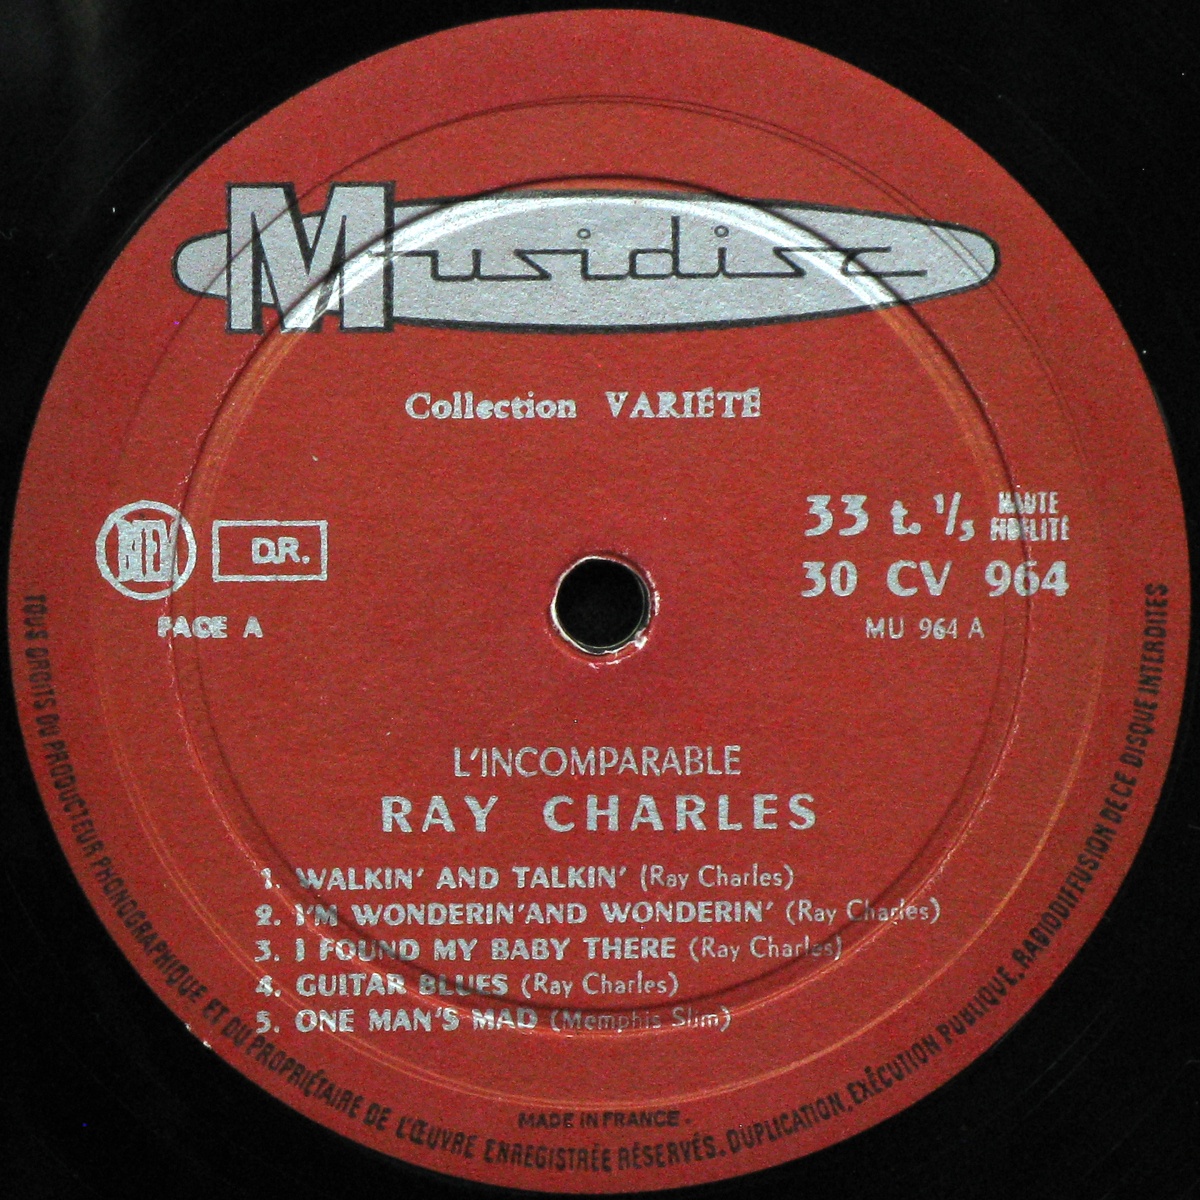 Musidisc
Collection VARIÉTÉ
33 t. 1/3 HAUTE FIDÉLITÉ
BIEM D.R.
30 CV 964
FACE A
MU 964 A
L'INCOMPARABLE
RAY CHARLES
1. WALKIN' AND TALKIN' (Ray Charles)
2. I'M WONDERIN'AND WONDERIN' (Ray Charles)
3. I FOUND MY BABY THERE (Ray Charles)
4. GUITAR BLUES (Ray Charles)
5. ONE MAN'S MAD (Memphis Slim)
MADE IN FRANCE.
TOUS DROITS DU PRODUCTEUR PHONOGRAPHIQUE ET DU PROPRIÉTAIRE DE L'ŒUVRE ENREGISTRÉE RÉSERVÉS. DUPLICATION, EXÉCUTION PUBLIQUE, RADIODIFFUSION DE CE DISQUE INTERDITES